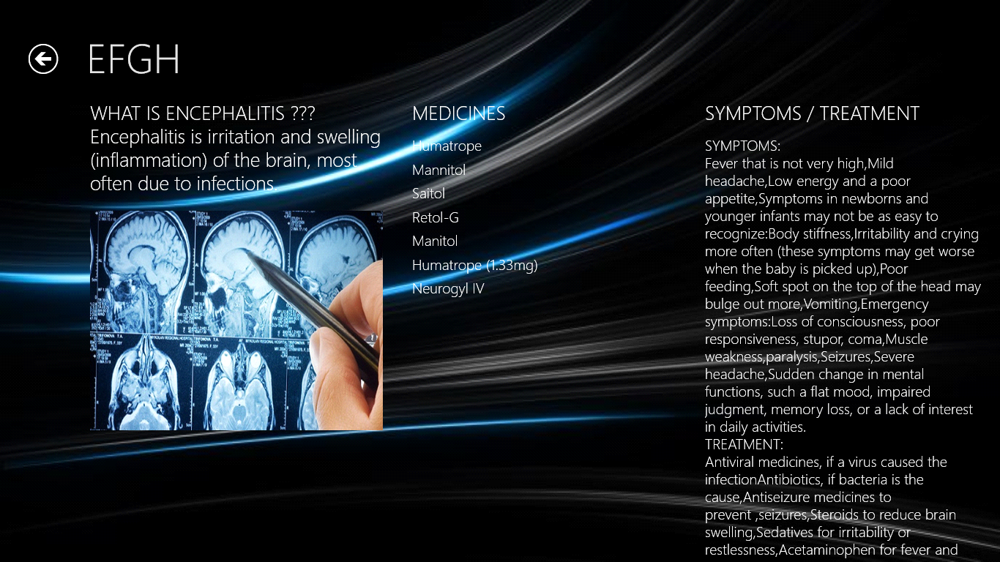 EFGH
WHAT IS ENCEPHALITIS ???
Encephalitis is irritation and swelling
(inflammation) of the brain, most
often due to infections.
MEDICINES
Humatrope
Mannitol
Saitol
Retol-G
Manitol
Humatrope (1.33mg)
Neurogyl IV
SYMPTOMS / TREATMENT
SYMPTOMS:
Fever that is not very high,Mild
headache,Low energy and a poor
appetite,Symptoms in newborns and
younger infants may not be as easy to
recognize:Body stiffness,Irritability and crying
more often (these symptoms may get worse
when the baby is picked up),Poor
feeding,Soft spot on the top of the head may
bulge out more,Vomiting,Emergency
symptoms:Loss of consciousness, poor
responsiveness, stupor, coma,Muscle
weakness,paralysis,Seizures,Severe
headache,Sudden change in mental
functions, such a flat mood, impaired
judgment, memory loss, or a lack of interest
in daily activities.
TREATMENT:
Antiviral medicines, if a virus caused the
infectionAntibiotics, if bacteria is the
cause,Antiseizure medicines to
prevent ,seizures,Steroids to reduce brain
swelling,Sedatives for irritability or
restlessness,Acetaminophen for fever and